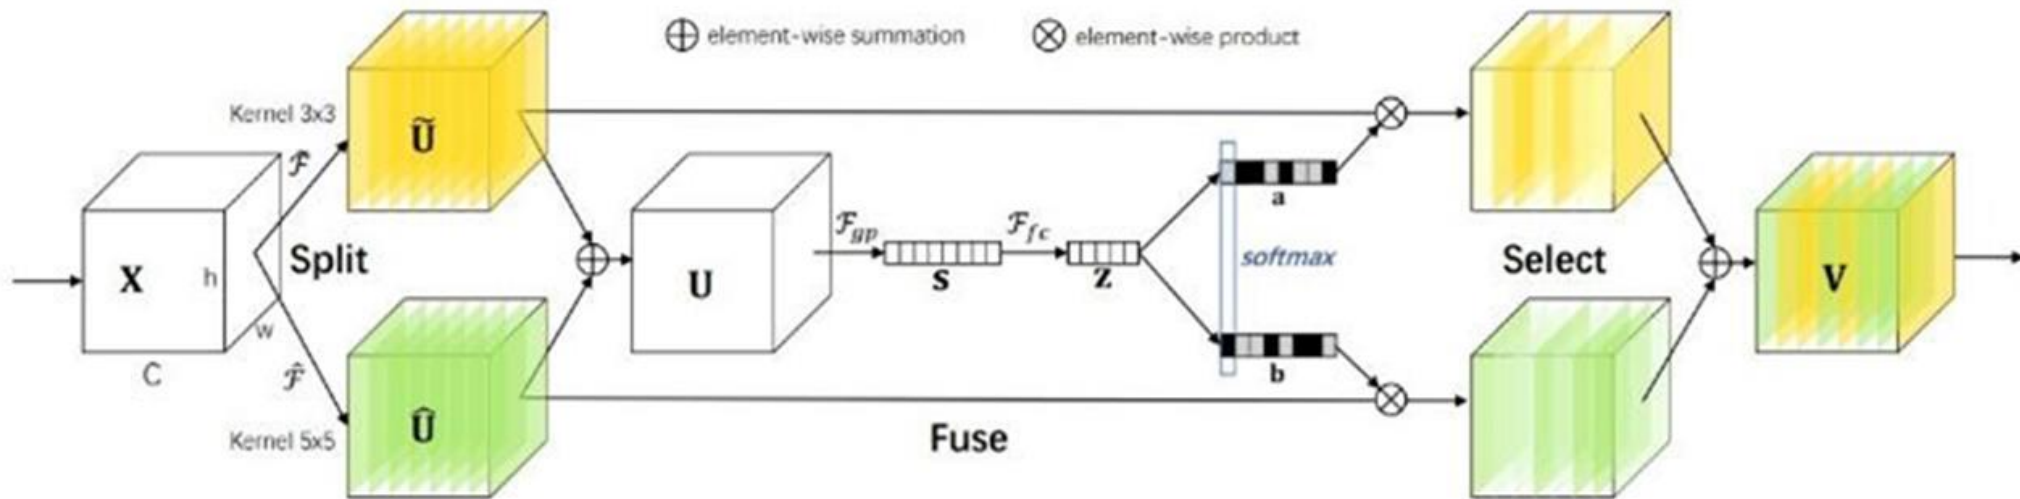 ⊕ element-wise summation
⊗ element-wise product
Kernel 3x3
Ũ
X
h
w
C
F̃
Split
F̂
Kernel 5x5
Û
⊕
U
F_gp
S
F_fc
Z
a
softmax
b
⊗
⊗
Fuse
Select
⊕
V